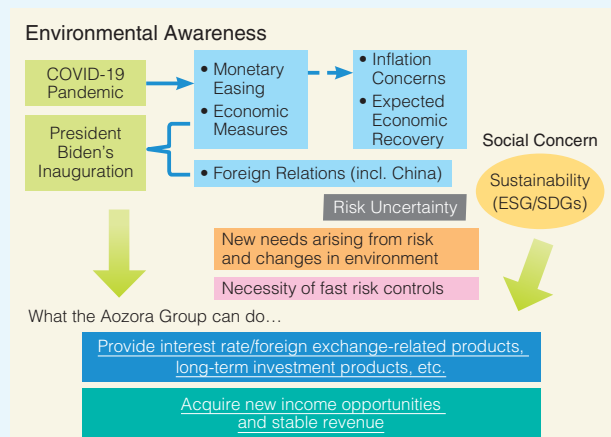 Environmental Awareness
COVID-19
Pandemic
• Monetary
Easing
• Economic
Measures
• Inflation
Concerns
• Expected
Economic
Recovery
President
Biden's
Inauguration
• Foreign Relations (incl. China)
Social Concern
Sustainability
(ESG/SDGs)
Risk Uncertainty
New needs arising from risk
and changes in environment
Necessity of fast risk controls
What the Aozora Group can do…
Provide interest rate/foreign exchange-related products,
long-term investment products, etc.
Acquire new income opportunities
and stable revenue